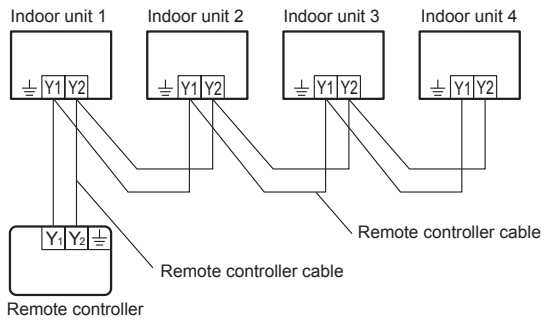 Indoor unit 1 Indoor unit 2 Indoor unit 3 Indoor unit 4
Y1 Y2 Y1 Y2 Y1 Y2 Y1 Y2
Remote controller cable
Y1 Y2
Remote controller cable
Remote controller